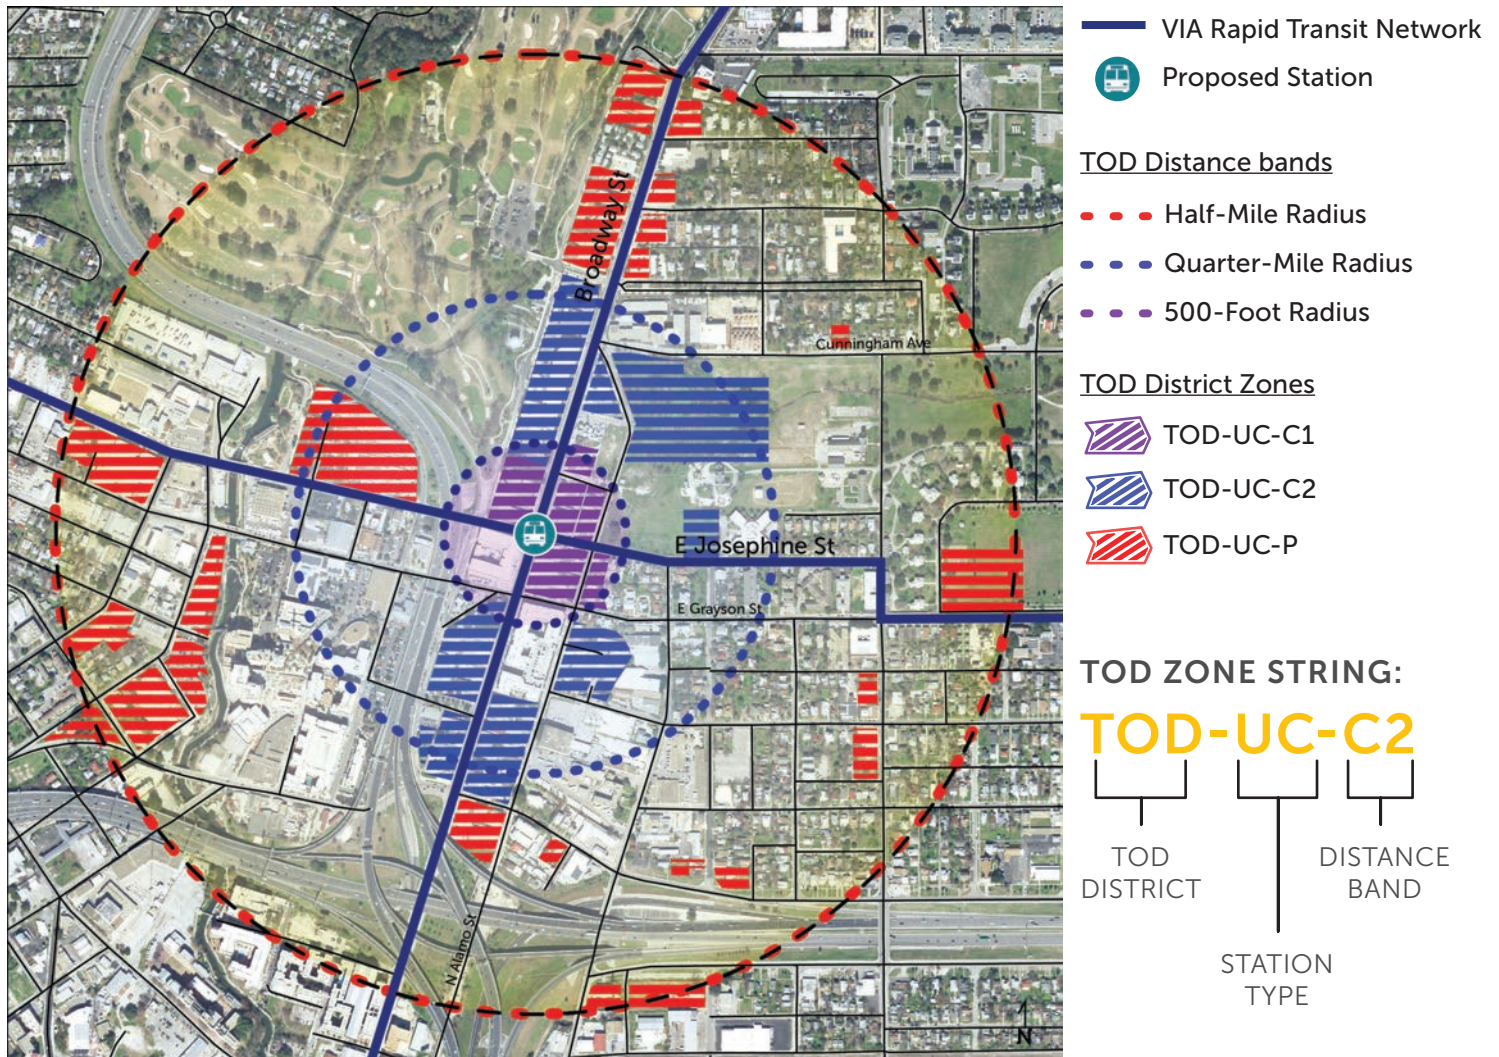 VIA Rapid Transit Network
Proposed Station
TOD Distance bands
Half-Mile Radius
Quarter-Mile Radius
500-Foot Radius
TOD District Zones
TOD-UC-C1
TOD-UC-C2
TOD-UC-P
TOD ZONE STRING:
TOD-UC-C2
TOD
DISTRICT
DISTANCE
BAND
STATION
TYPE
Broadway St
Cunningham Ave
E Josephine St
E Grayson St
N Alamo St
N